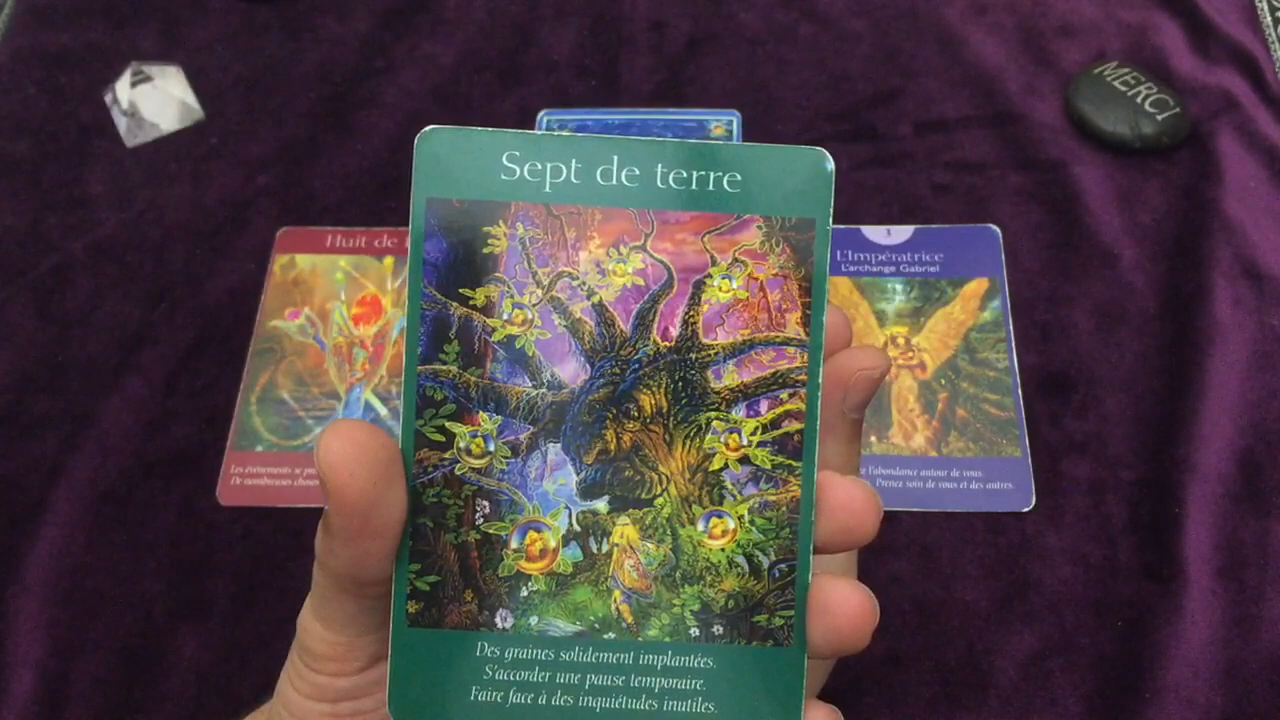 MERCI
Sept de terre
Huit de
3
L'Impératrice
L'archange Gabriel
Les événements se
De nombreuses choses
l'abondance autour de vous.
Prenez soin de vous et des autres.
Des graines solidement implantées.
S'accorder une pause temporaire.
Faire face à des inquiétudes inutiles.